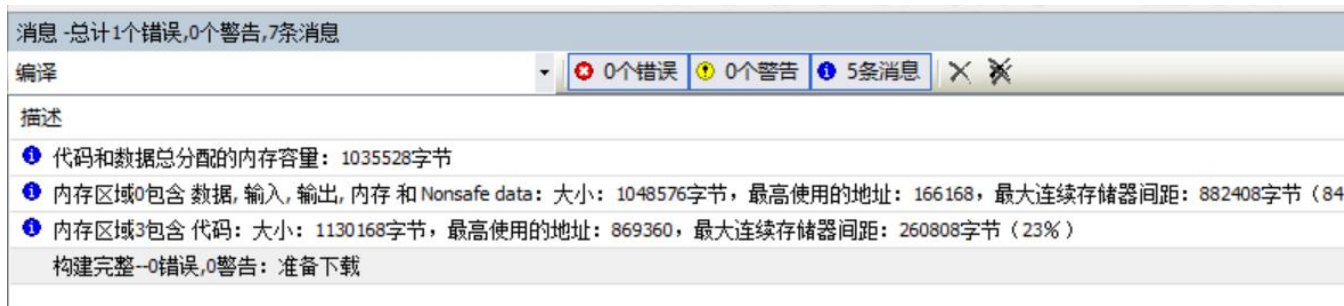 消息 -总计1个错误,0个警告,7条消息
编译 0个错误 0个警告 5条消息
描述
代码和数据总分配的内存容量：1035528字节
内存区域0包含 数据, 输入, 输出, 内存 和 Nonsafe data：大小：1048576字节，最高使用的地址：166168，最大连续存储器间距：882408字节（84
内存区域3包含 代码：大小：1130168字节，最高使用的地址：869360，最大连续存储器间距：260808字节（23%）
构建完整--0错误,0警告：准备下载